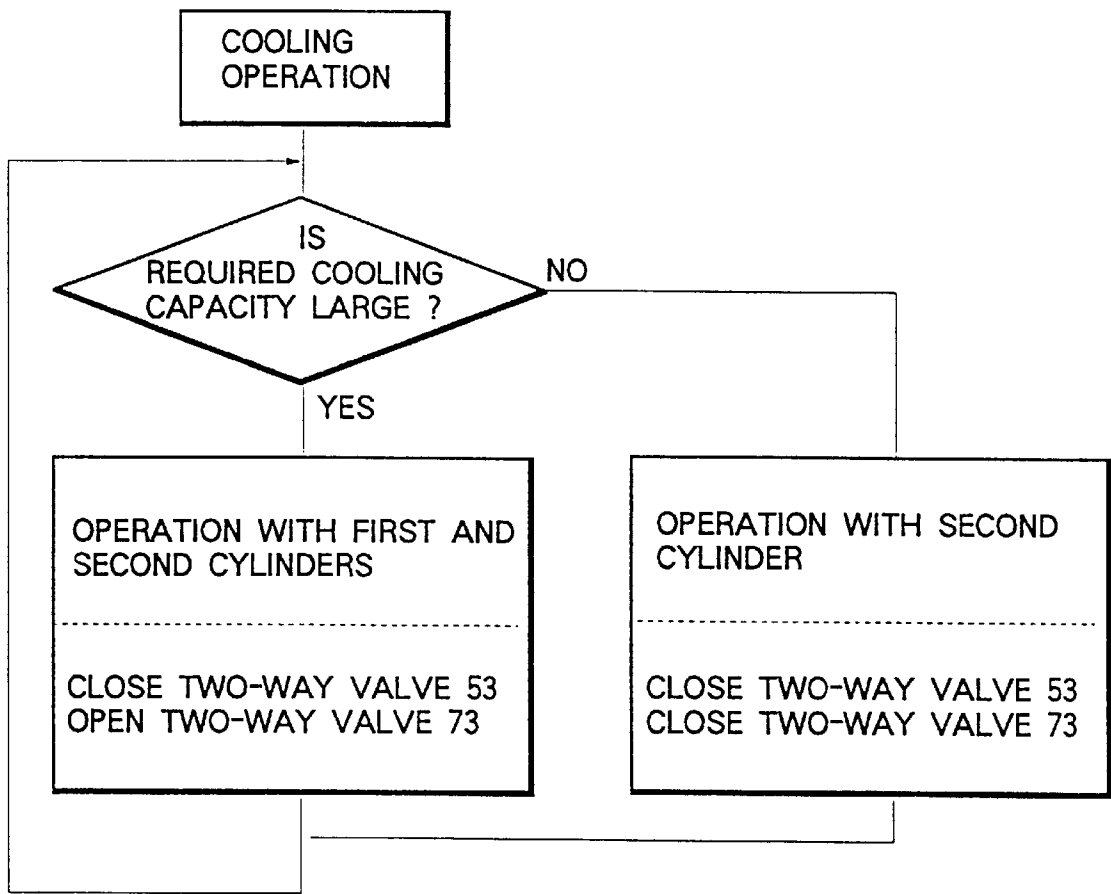 COOLING
OPERATION
IS
REQUIRED COOLING
CAPACITY LARGE ?
NO
YES
OPERATION WITH FIRST AND
SECOND CYLINDERS
CLOSE TWO-WAY VALVE 53
OPEN TWO-WAY VALVE 73
OPERATION WITH SECOND
CYLINDER
CLOSE TWO-WAY VALVE 53
CLOSE TWO-WAY VALVE 73